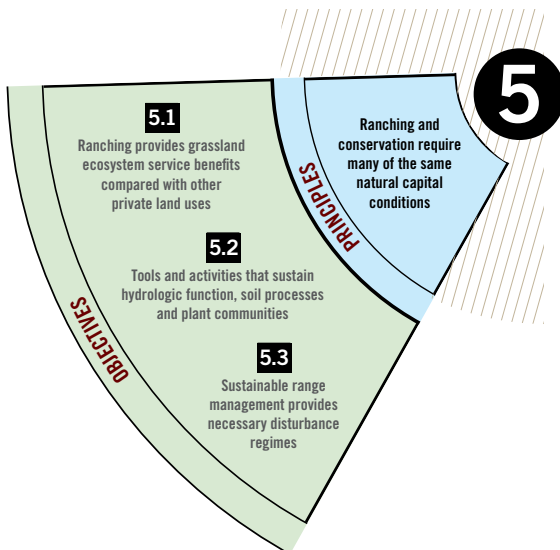 5
Ranching and
conservation require
many of the same
natural capital
conditions
PRINCIPLES
5.1
Ranching provides grassland
ecosystem service benefits
compared with other
private land uses
5.2
Tools and activities that sustain
hydrologic function, soil processes
and plant communities
5.3
Sustainable range
management provides
necessary disturbance
regimes
OBJECTIVES